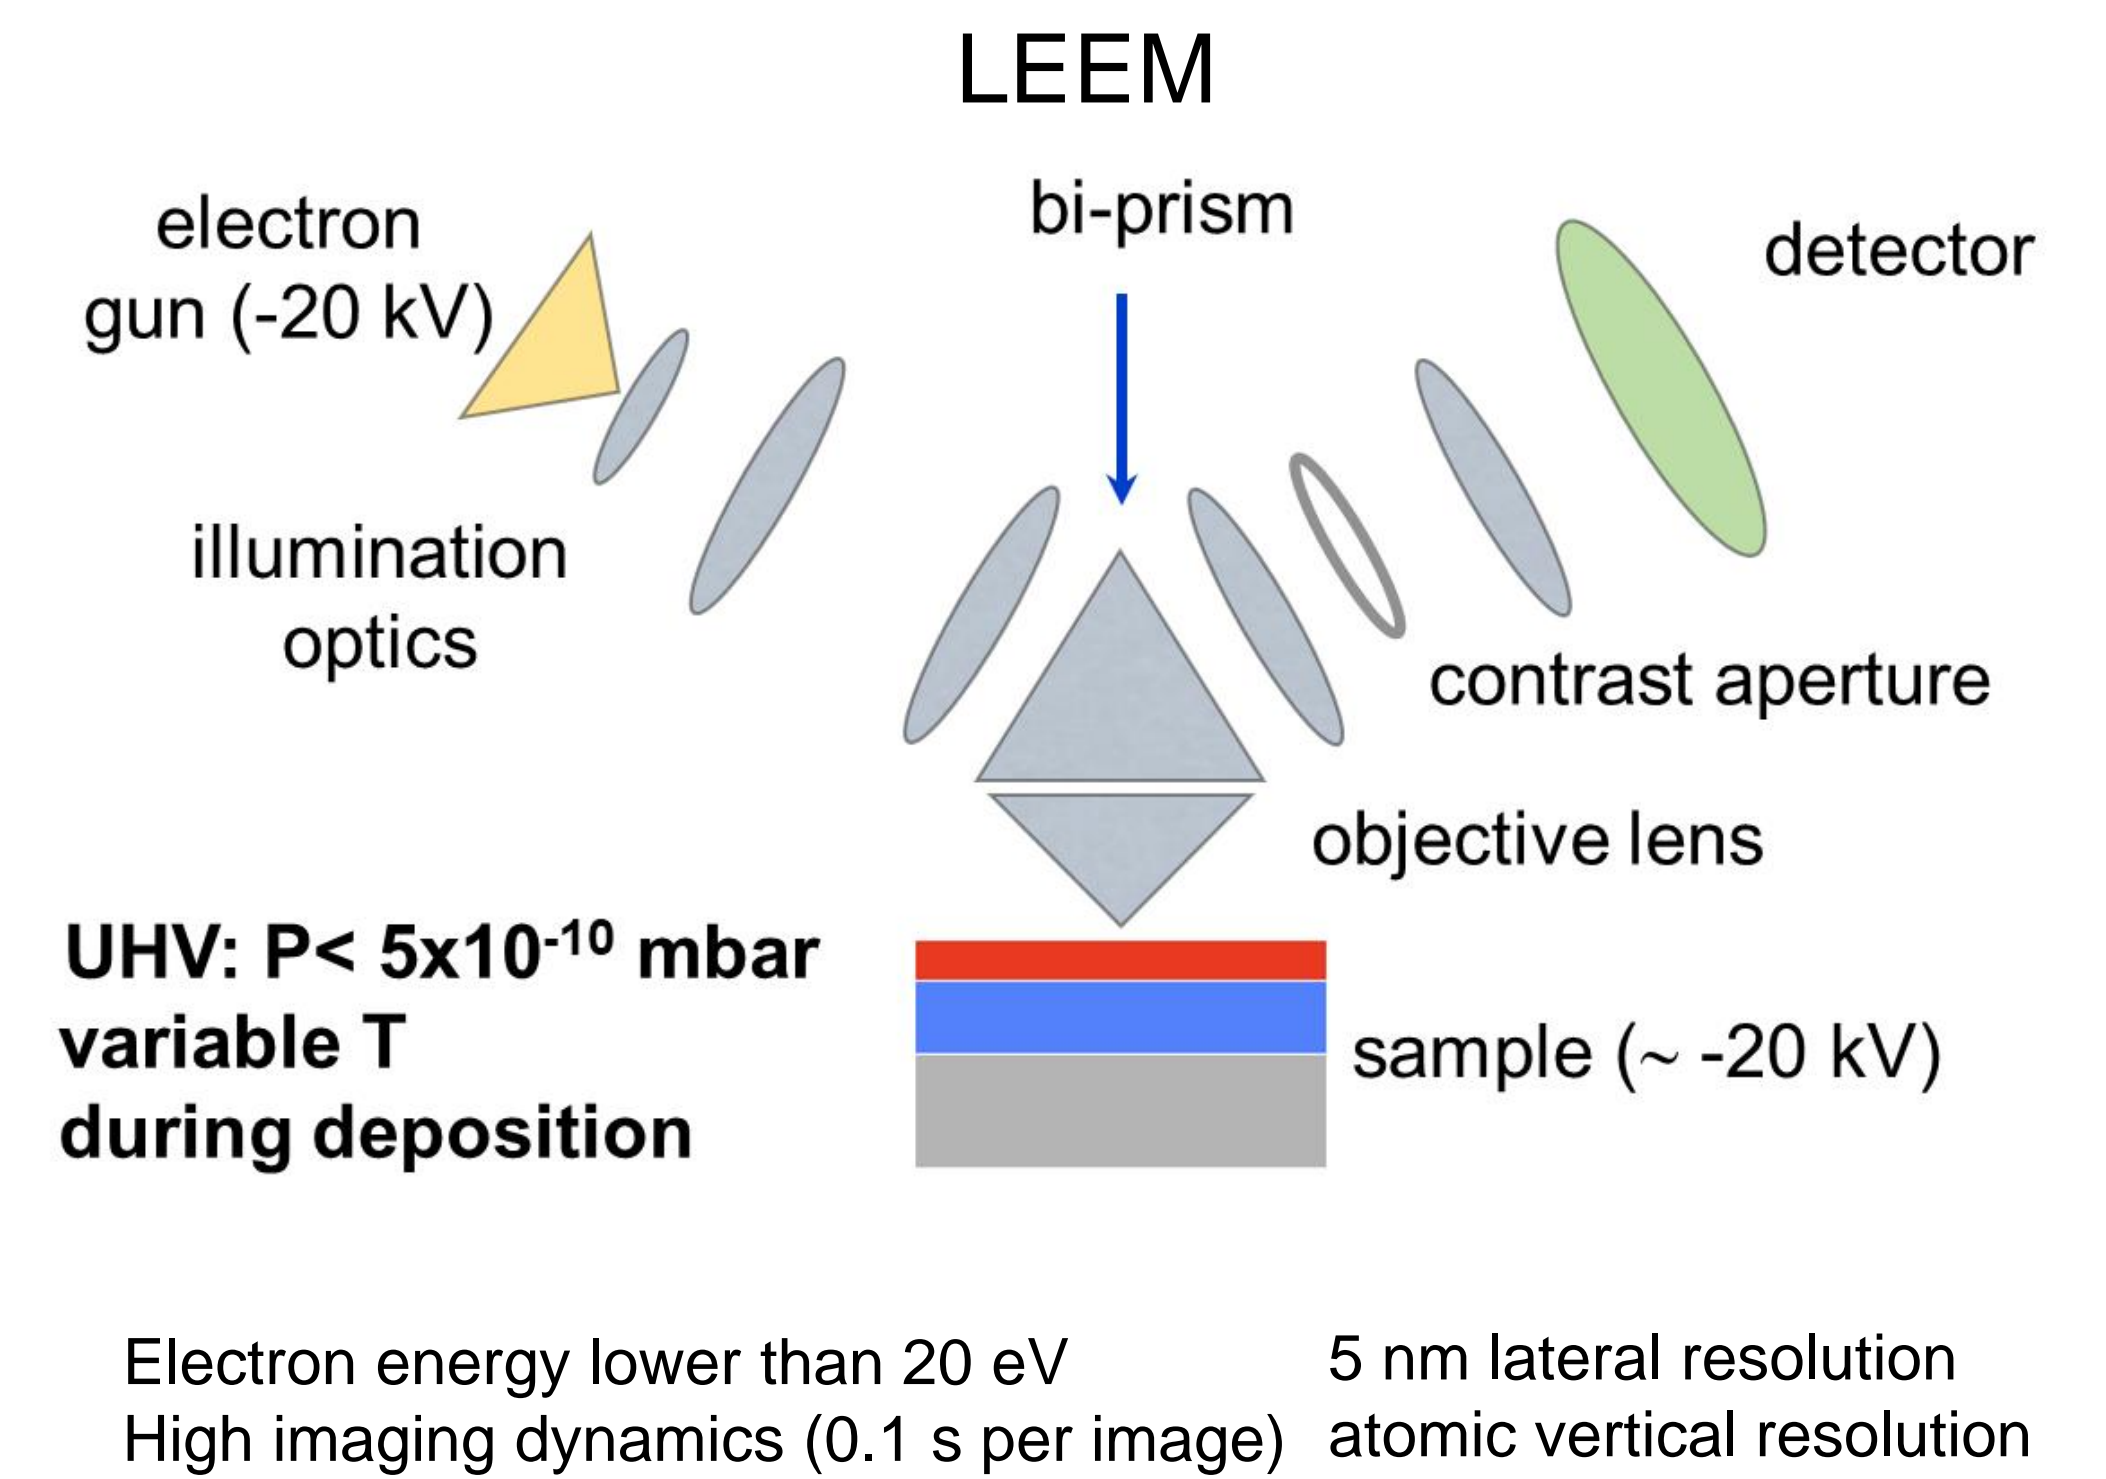 LEEM
electron
gun (-20 kV)
bi-prism
detector
illumination
optics
contrast aperture
objective lens
UHV: P< 5x10⁻¹⁰ mbar
variable T
during deposition
sample (~ -20 kV)
Electron energy lower than 20 eV
High imaging dynamics (0.1 s per image)
5 nm lateral resolution
atomic vertical resolution